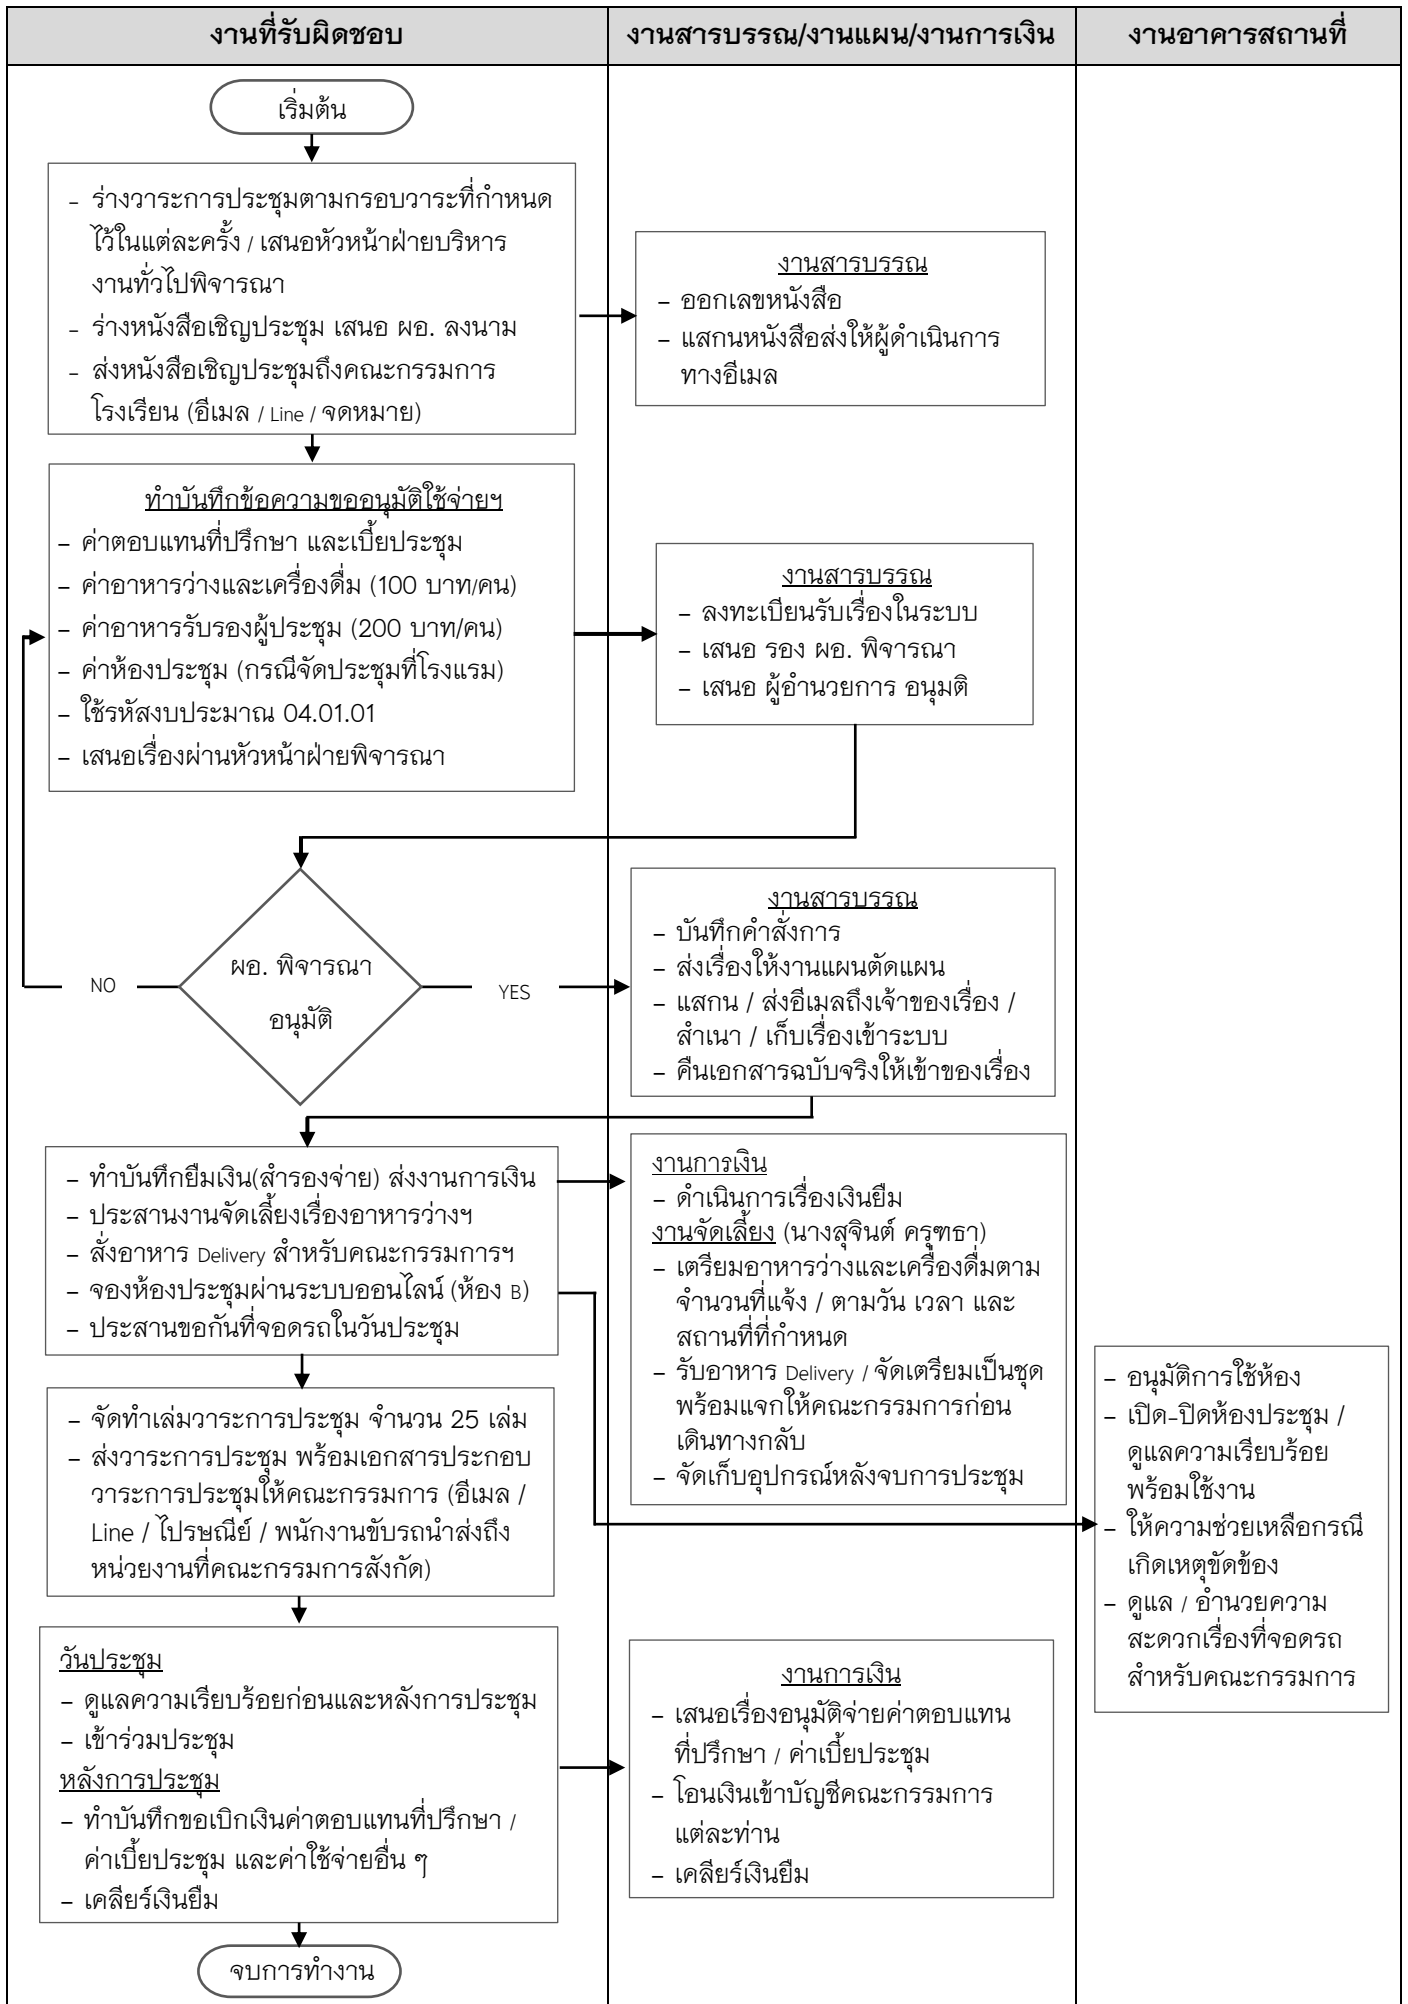 งานที่รับผิดชอบ
งานสารบรรณ/งานแผน/งานการเงิน
งานอาคารสถานที่
เริ่มต้น
- ร่างวาระการประชุมตามกรอบวาระที่กำหนด
ไว้ในแต่ละครั้ง / เสนอหัวหน้าฝ่ายบริหาร
งานทั่วไปพิจารณา
- ร่างหนังสือเชิญประชุม เสนอ ผอ. ลงนาม
- ส่งหนังสือเชิญประชุมถึงคณะกรรมการ
โรงเรียน (อีเมล / Line / จดหมาย)
งานสารบรรณ
- ออกเลขหนังสือ
- แสกนหนังสือส่งให้ผู้ดำเนินการ
ทางอีเมล
ทำบันทึกข้อความขออนุมัติใช้จ่ายฯ
- ค่าตอบแทนที่ปรึกษา และเบี้ยประชุม
- ค่าอาหารว่างและเครื่องดื่ม (100 บาท/คน)
- ค่าอาหารรับรองผู้ประชุม (200 บาท/คน)
- ค่าห้องประชุม (กรณีจัดประชุมที่โรงแรม)
- ใช้รหัสงบประมาณ 04.01.01
- เสนอเรื่องผ่านหัวหน้าฝ่ายพิจารณา
งานสารบรรณ
- ลงทะเบียนรับเรื่องในระบบ
- เสนอ รอง ผอ. พิจารณา
- เสนอ ผู้อำนวยการ อนุมติ
ผอ. พิจารณา
อนุมัติ
NO
YES
งานสารบรรณ
- บันทึกคำสั่งการ
- ส่งเรื่องให้งานแผนตัดแผน
- แสกน / ส่งอีเมลถึงเจ้าของเรื่อง /
สำเนา / เก็บเรื่องเข้าระบบ
- คืนเอกสารฉบับจริงให้เข้าของเรื่อง
- ทำบันทึกยืมเงิน(สำรองจ่าย) ส่งงานการเงิน
- ประสานงานจัดเลี้ยงเรื่องอาหารว่างฯ
- สั่งอาหาร Delivery สำหรับคณะกรรมการฯ
- จองห้องประชุมผ่านระบบออนไลน์ (ห้อง B)
- ประสานขอกันที่จอดรถในวันประชุม
งานการเงิน
- ดำเนินการเรื่องเงินยืม
งานจัดเลี้ยง (นางสุจินต์ ครุฑธา)
- เตรียมอาหารว่างและเครื่องดื่มตาม
จำนวนที่แจ้ง / ตามวัน เวลา และ
สถานที่ที่กำหนด
- รับอาหาร Delivery / จัดเตรียมเป็นชุด
พร้อมแจกให้คณะกรรมการก่อน
เดินทางกลับ
- จัดเก็บอุปกรณ์หลังจบการประชุม
- อนุมัติการใช้ห้อง
- เปิด-ปิดห้องประชุม /
ดูแลความเรียบร้อย
พร้อมใช้งาน
- ให้ความช่วยเหลือกรณี
เกิดเหตุขัดข้อง
- ดูแล / อำนวยความ
สะดวกเรื่องที่จอดรถ
สำหรับคณะกรรมการ
- จัดทำเล่มวาระการประชุม จำนวน 25 เล่ม
- ส่งวาระการประชุม พร้อมเอกสารประกอบ
วาระการประชุมให้คณะกรรมการ (อีเมล /
Line / ไปรษณีย์ / พนักงานขับรถนำส่งถึง
หน่วยงานที่คณะกรรมการสังกัด)
วันประชุม
- ดูแลความเรียบร้อยก่อนและหลังการประชุม
- เข้าร่วมประชุม
หลังการประชุม
- ทำบันทึกขอเบิกเงินค่าตอบแทนที่ปรึกษา /
ค่าเบี้ยประชุม และค่าใช้จ่ายอื่น ๆ
- เคลียร์เงินยืม
งานการเงิน
- เสนอเรื่องอนุมัติจ่ายค่าตอบแทน
ที่ปรึกษา / ค่าเบี้ยประชุม
- โอนเงินเข้าบัญชีคณะกรรมการ
แต่ละท่าน
- เคลียร์เงินยืม
จบการทำงาน